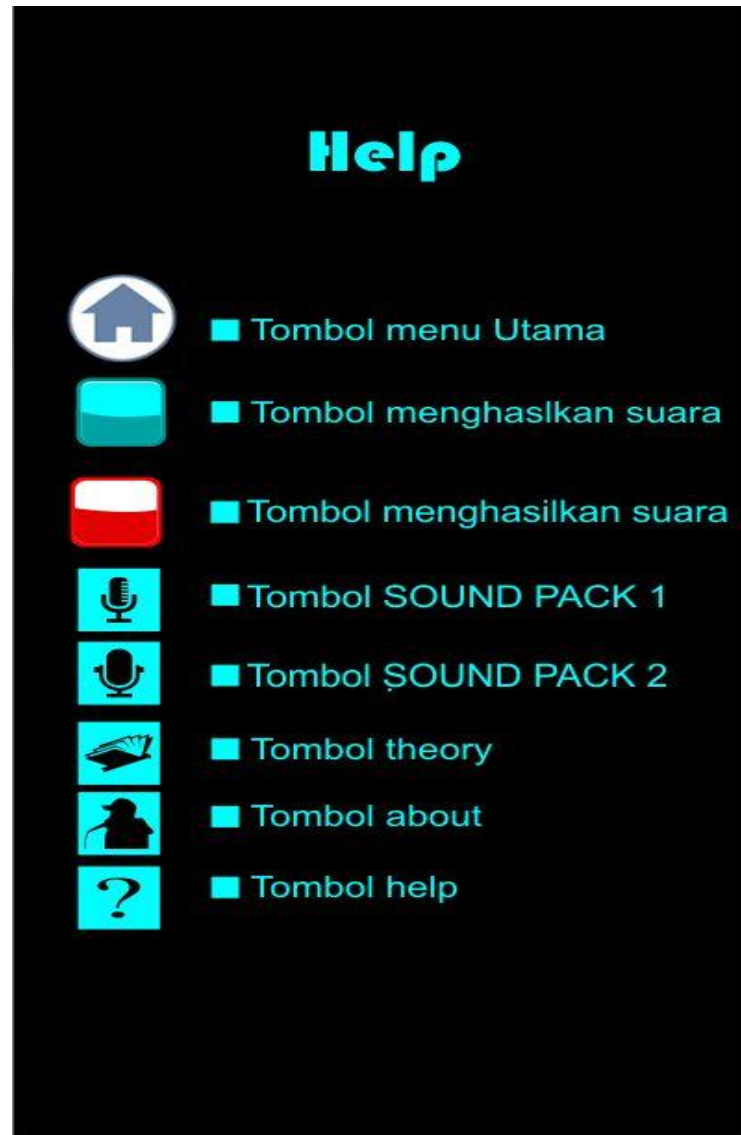 Help
Tombol menu Utama
Tombol menghaslkan suara
Tombol menghasilkan suara
Tombol SOUND PACK 1
Tombol SOUND PACK 2
Tombol theory
Tombol about
?
Tombol help